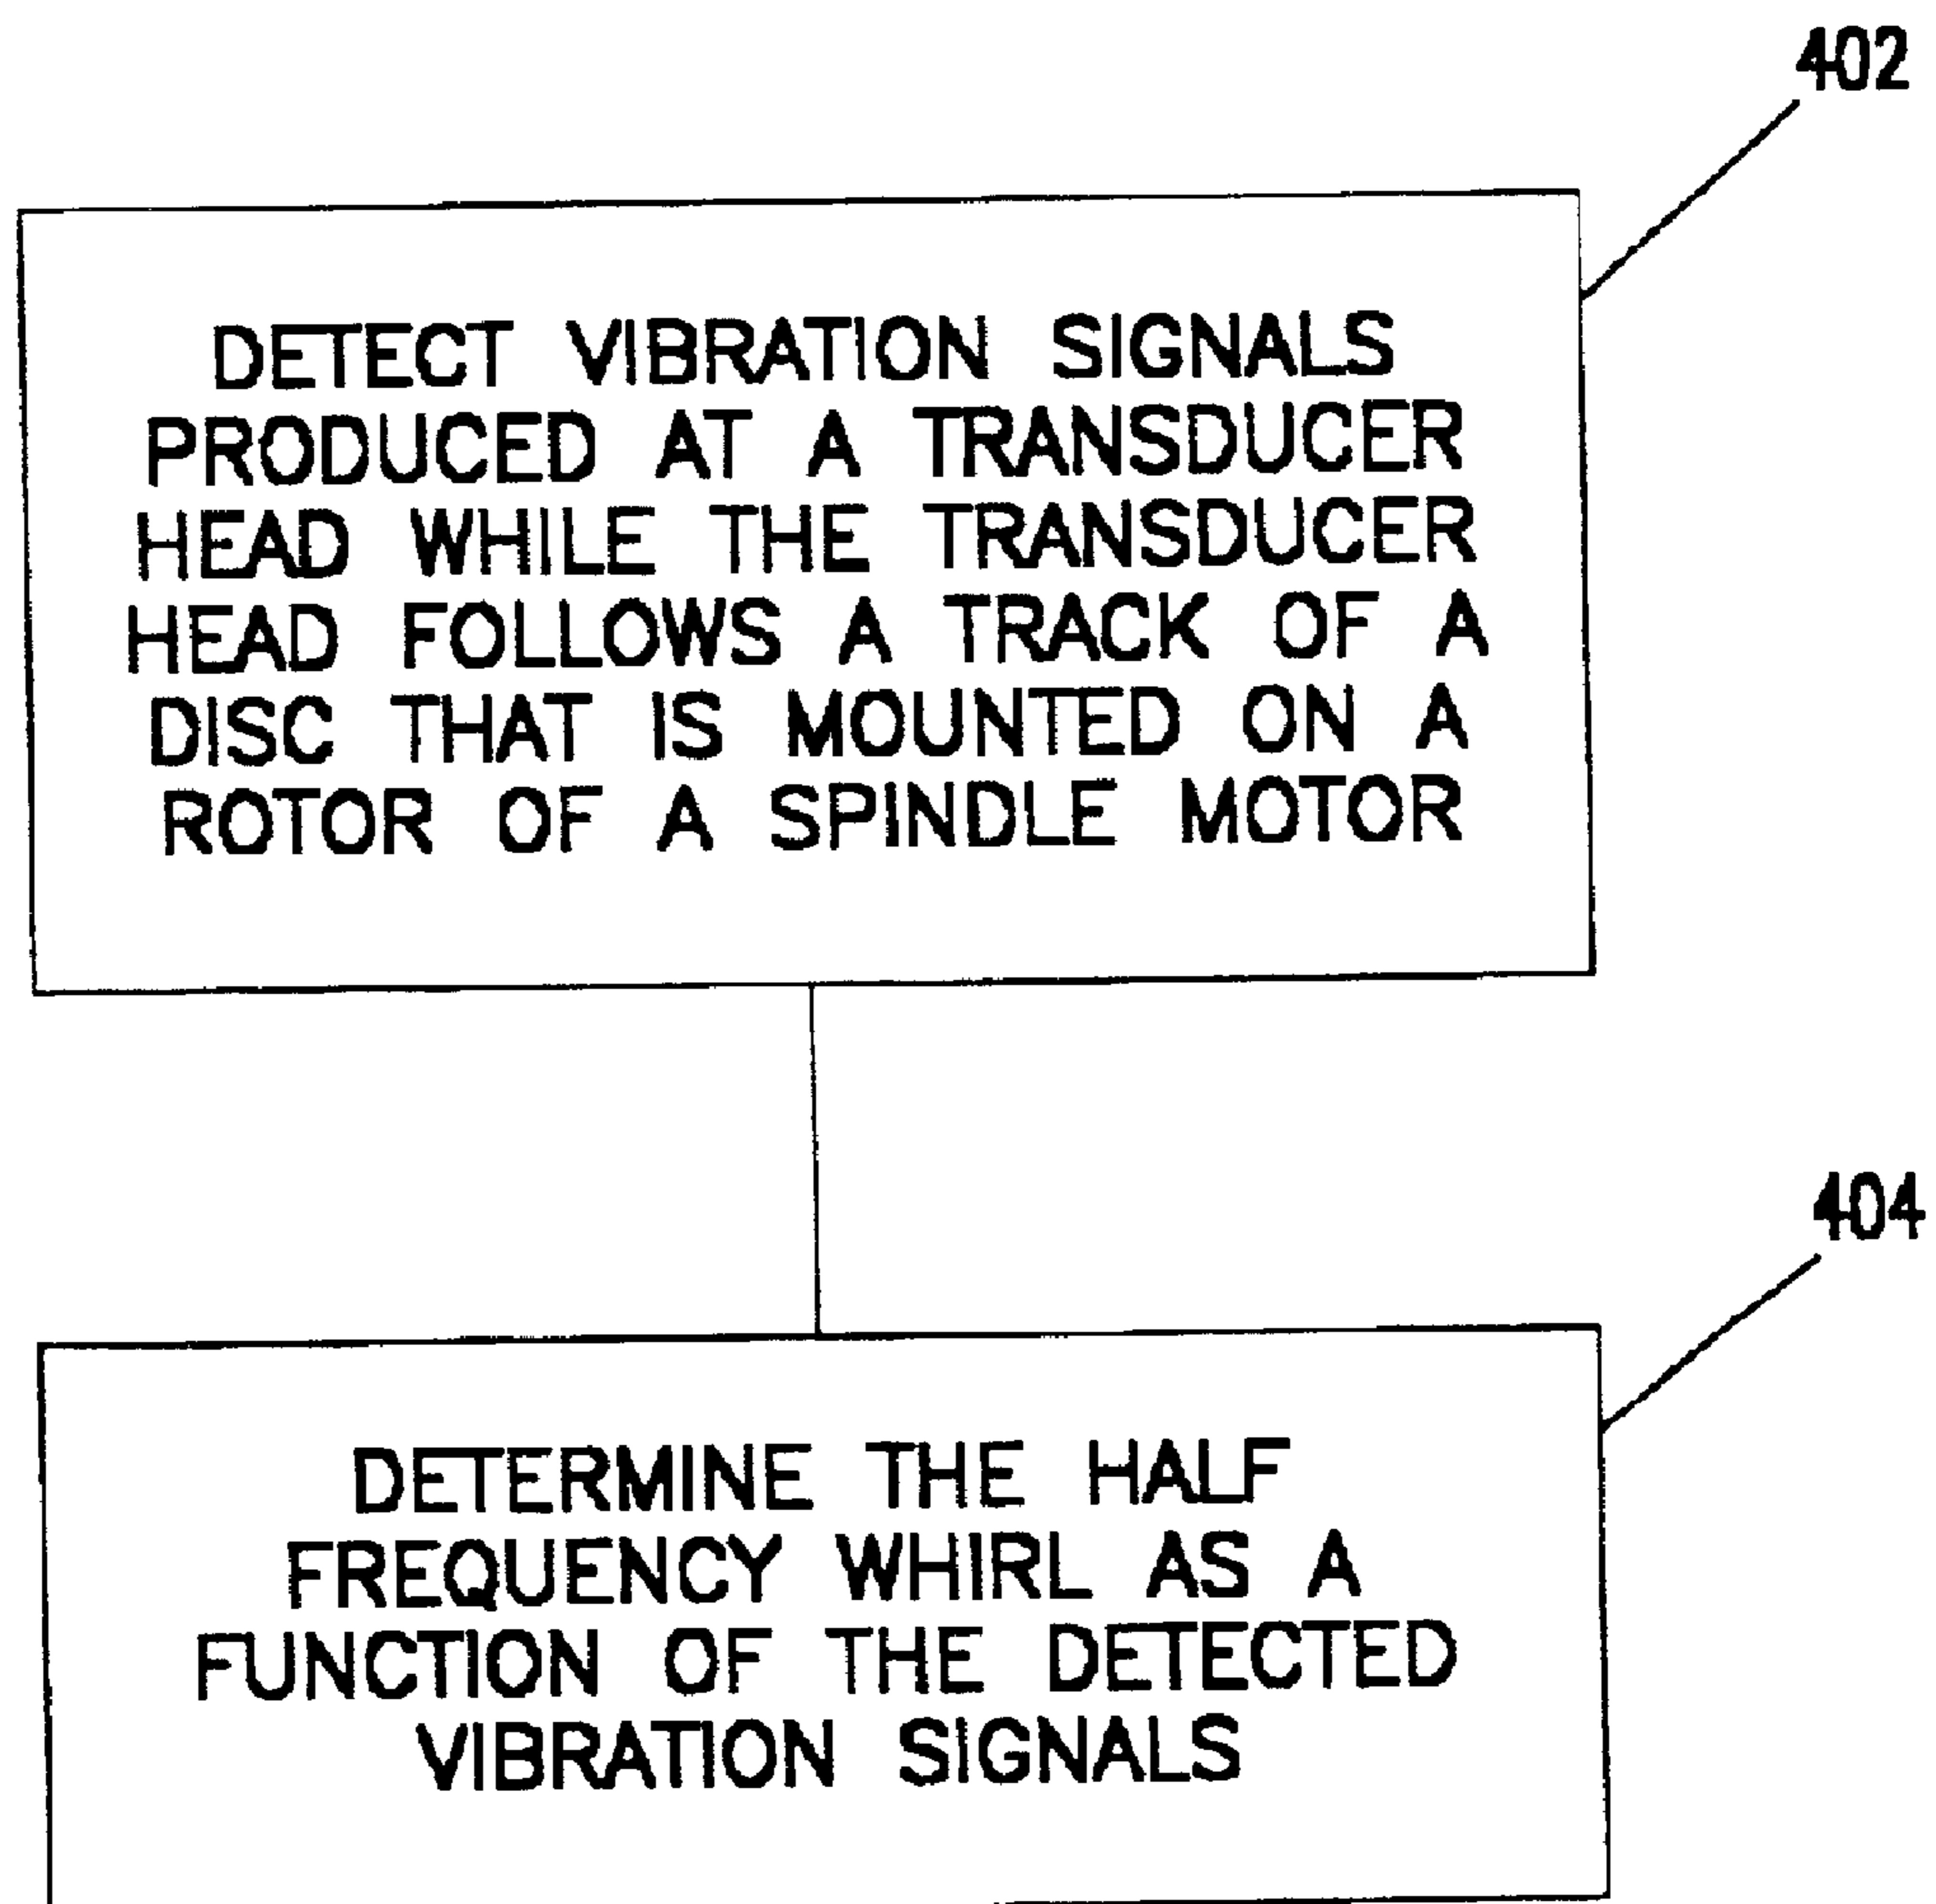 402
DETECT VIBRATION SIGNALS
PRODUCED AT A TRANSDUCER
HEAD WHILE THE TRANSDUCER
HEAD FOLLOWS A TRACK OF A
DISC THAT IS MOUNTED ON A
ROTOR OF A SPINDLE MOTOR
404
DETERMINE THE HALF
FREQUENCY WHIRL AS A
FUNCTION OF THE DETECTED
VIBRATION SIGNALS